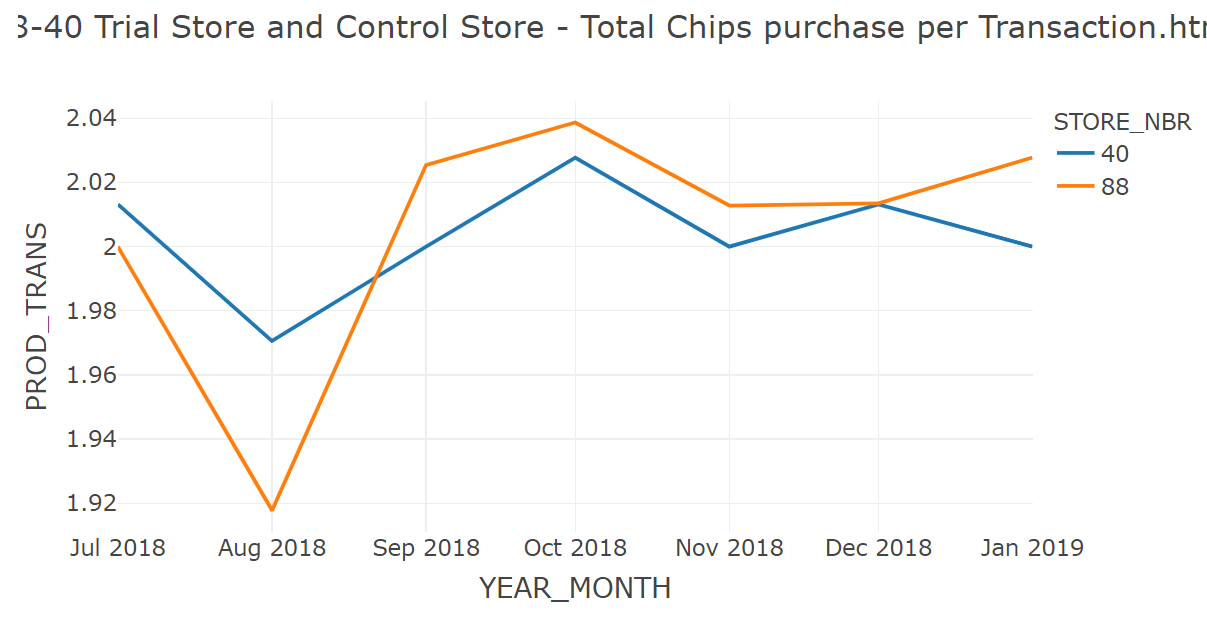 3-40 Trial Store and Control Store - Total Chips purchase per Transaction.htr
STORE_NBR
40
88
PROD_TRANS
2.04
2.02
2
1.98
1.96
1.94
1.92
Jul 2018 Aug 2018 Sep 2018 Oct 2018 Nov 2018 Dec 2018 Jan 2019
YEAR_MONTH